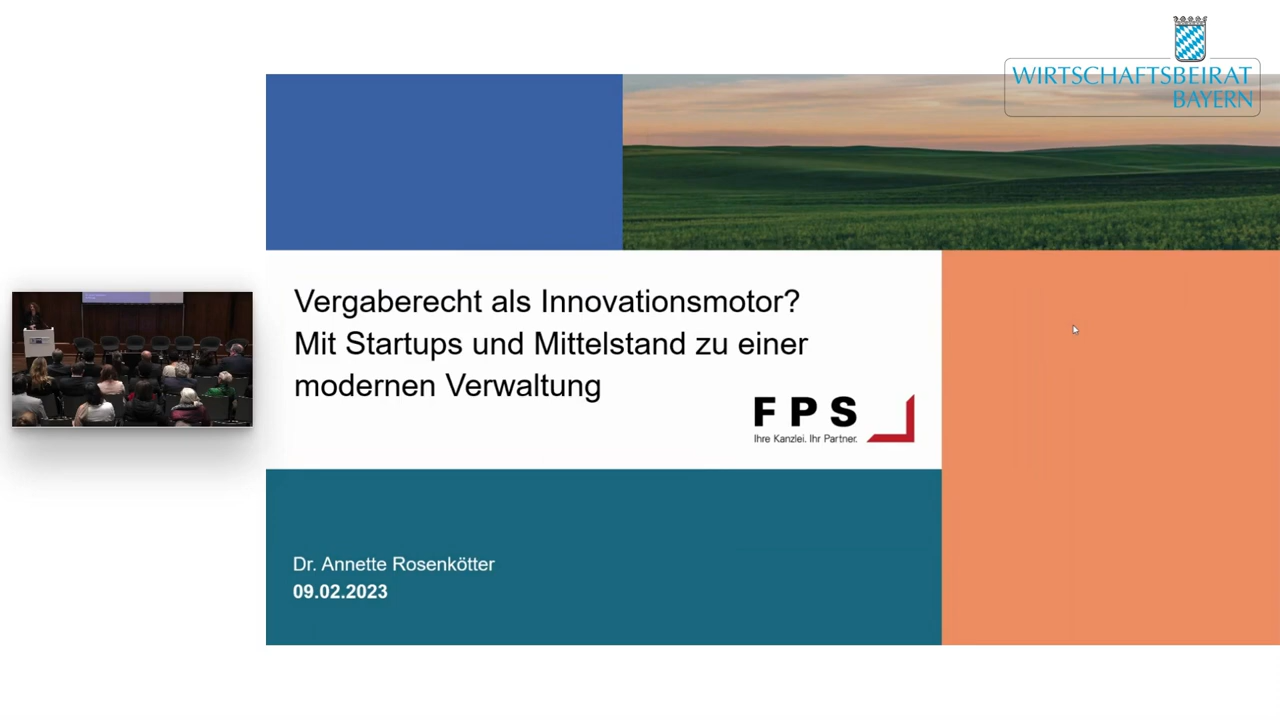 WIRTSCHAFTSBEIRAT
BAYERN
Vergaberecht als Innovationsmotor?
Mit Startups und Mittelstand zu einer
modernen Verwaltung
FPS
Ihre Kanzlei. Ihr Partner.
Dr. Annette Rosenkötter
09.02.2023